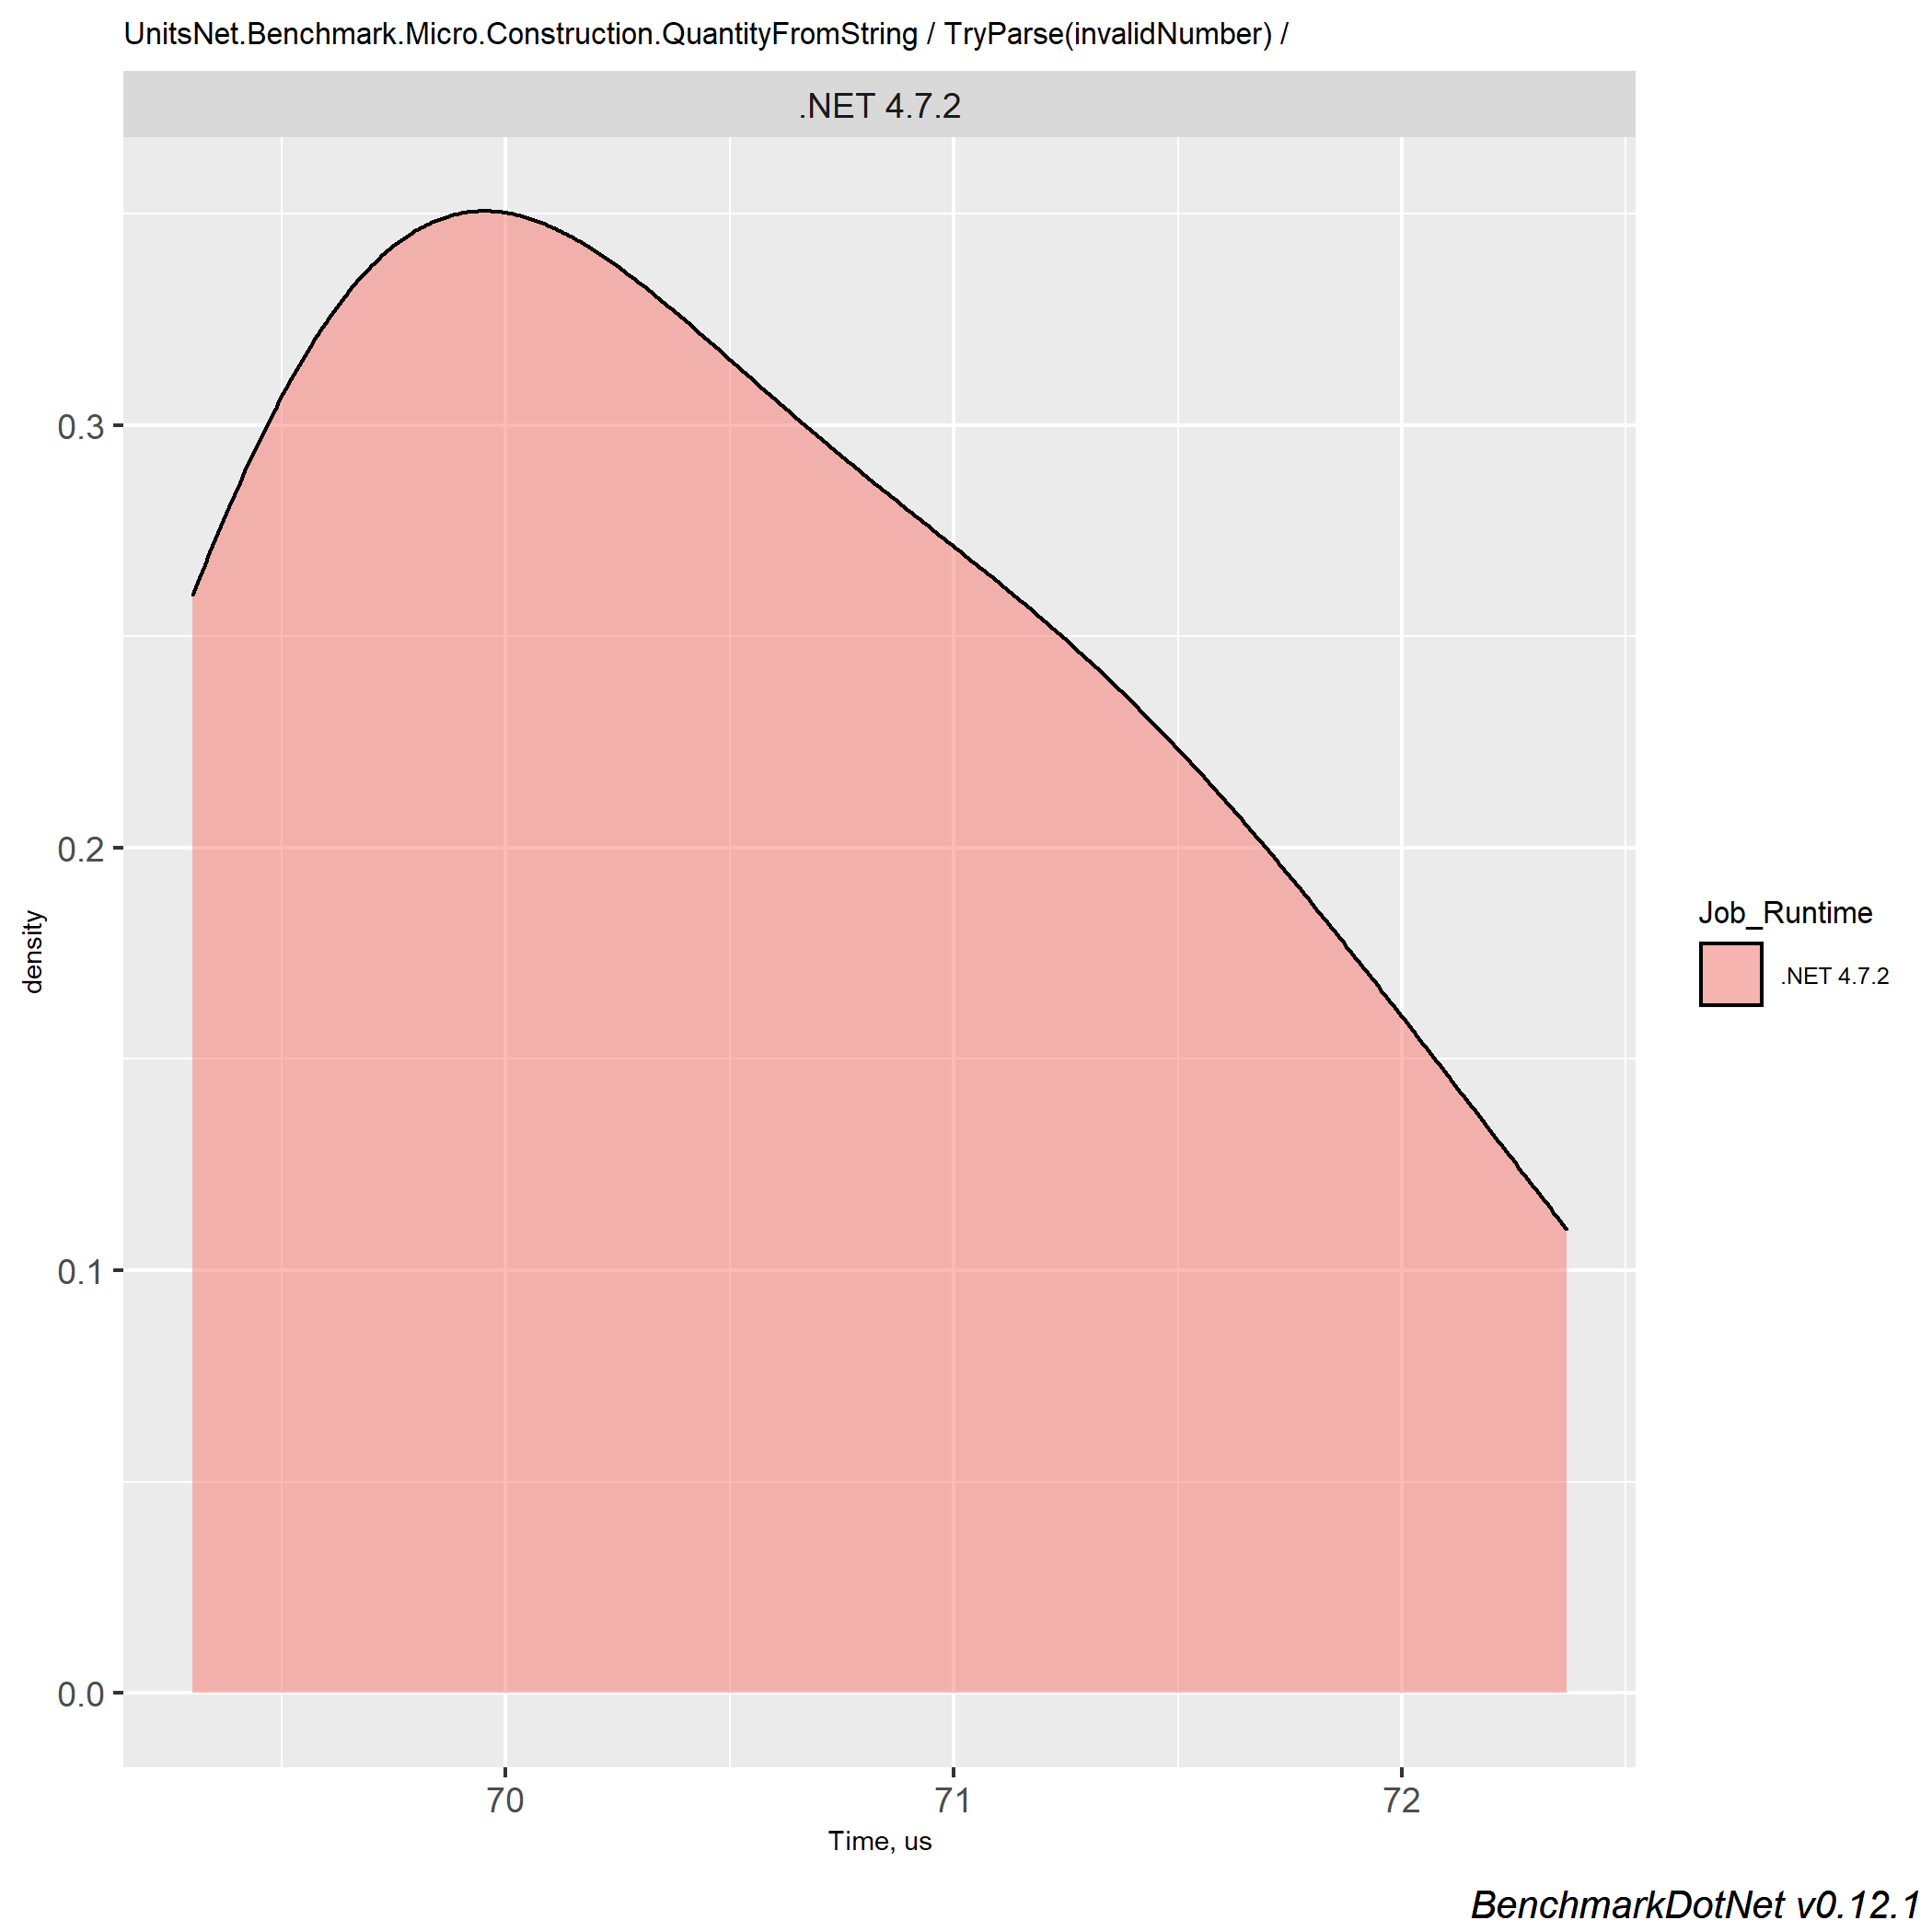 UnitsNet.Benchmark.Micro.Construction.QuantityFromString / TryParse(invalidNumber) /
.NET 4.7.2
0.3
0.2
0.1
0.0
density
70
71
72
Time, us
Job_Runtime
.NET 4.7.2
BenchmarkDotNet v0.12.1